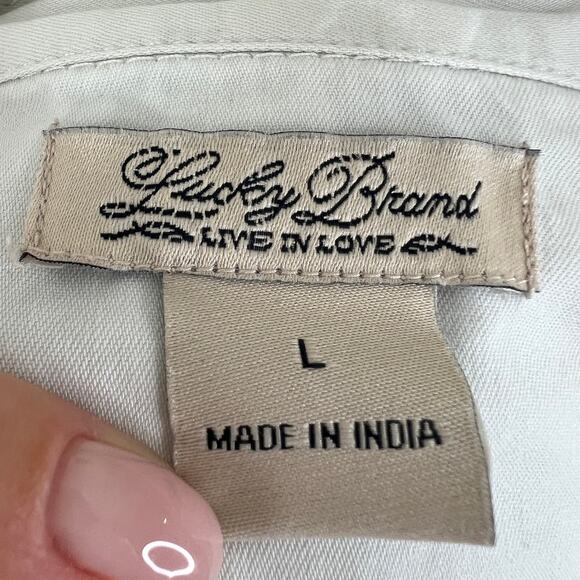 Lucky Brand
LIVE IN LOVE
L
MADE IN INDIA